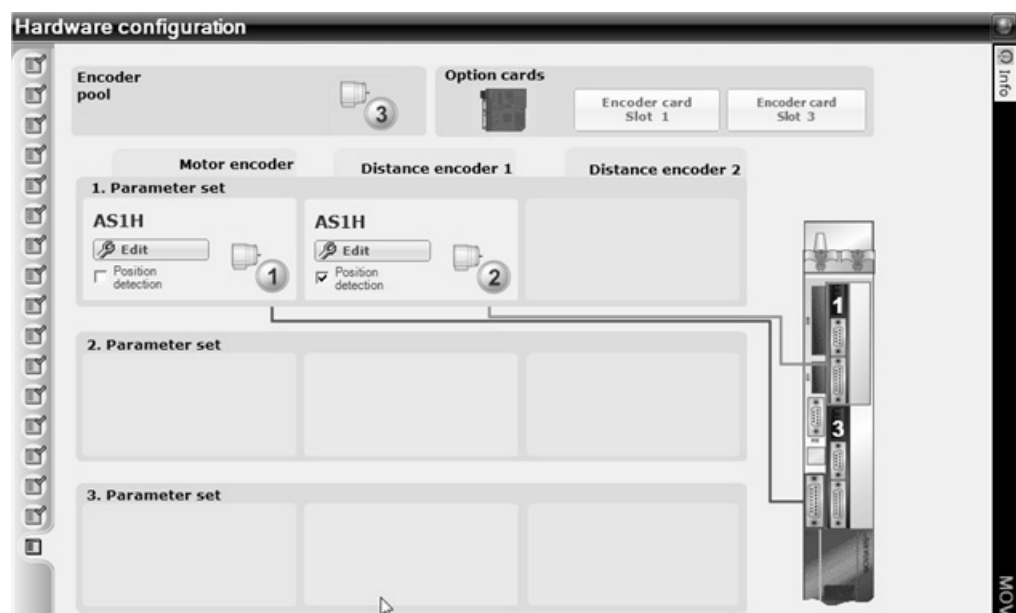 Hardware configuration
Info
Encoder
pool
3
Option cards
Encoder card
Slot 1
Encoder card
Slot 3
Motor encoder
Distance encoder 1
Distance encoder 2
1. Parameter set
AS1H
Edit
Position
detection
1
AS1H
Edit
Position
detection
2
1
3
2. Parameter set
3. Parameter set
MOV